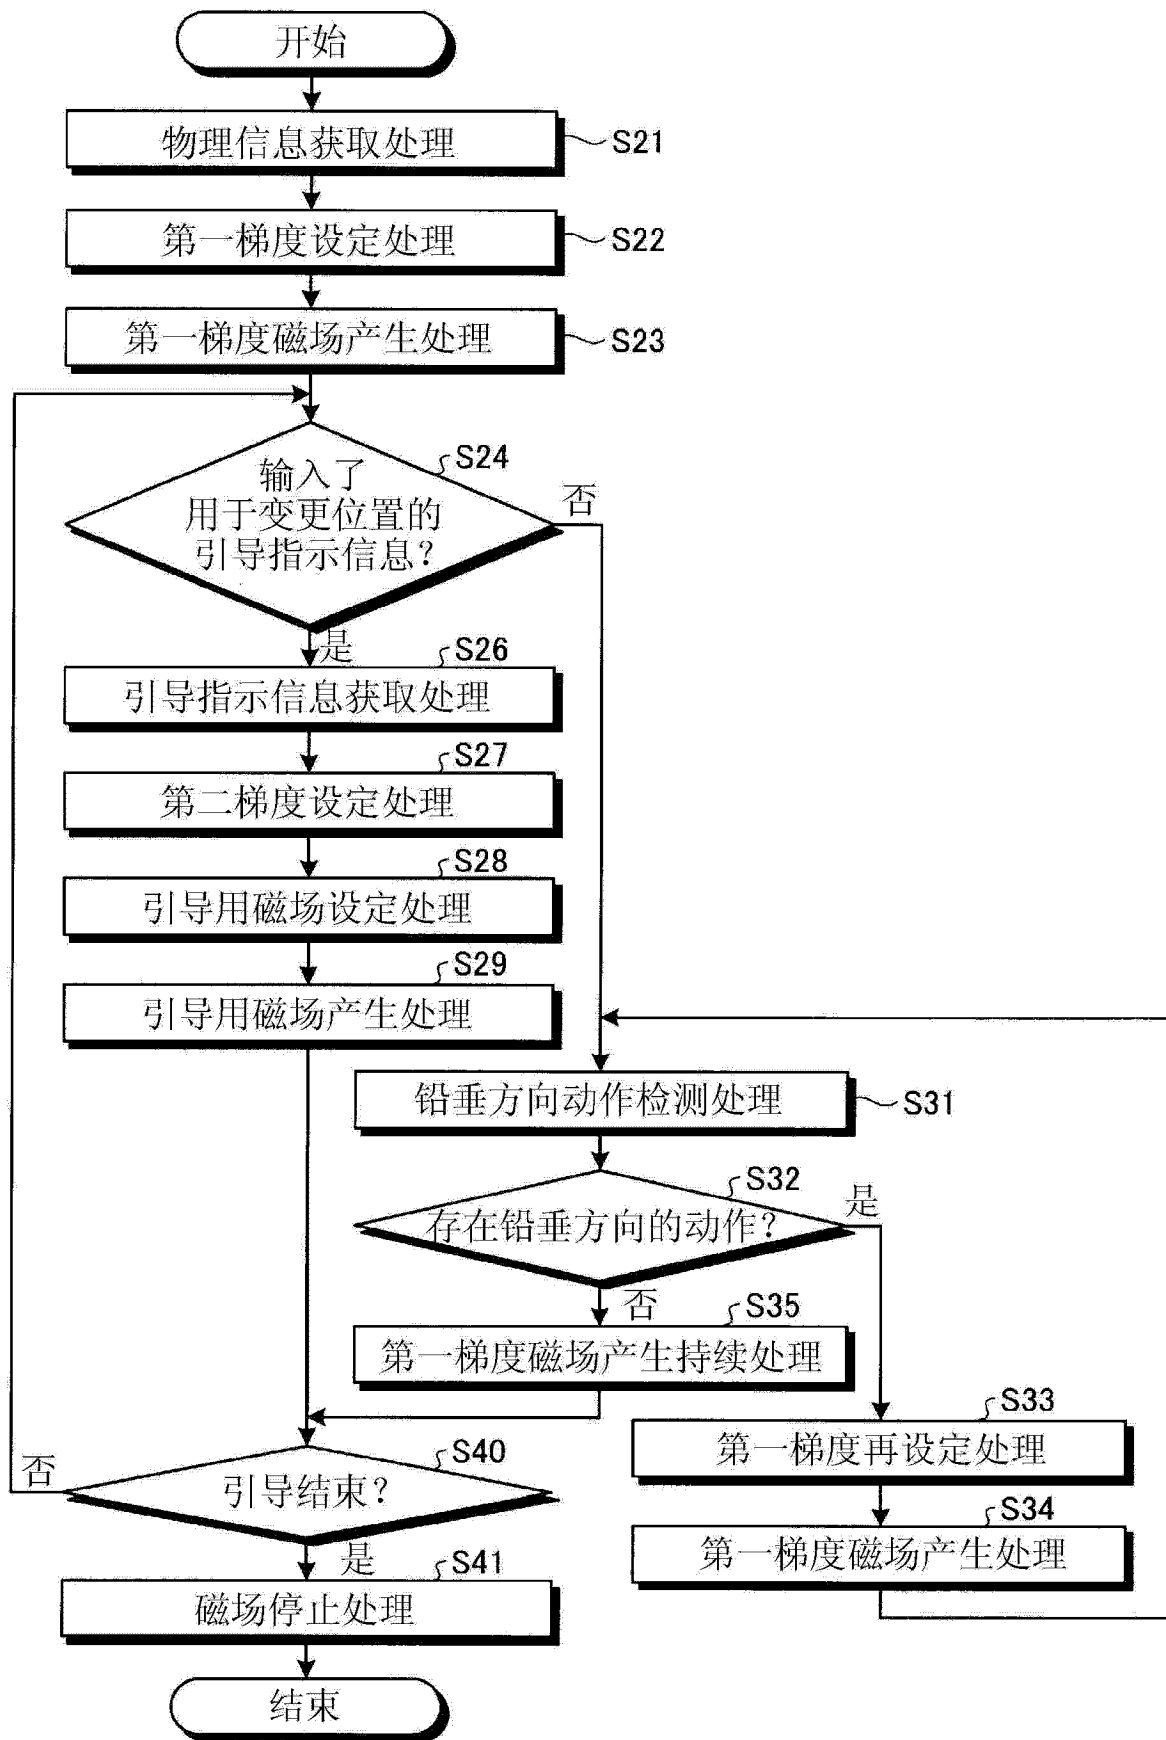 开始
物理信息获取处理
S21
第一梯度设定处理
S22
第一梯度磁场产生处理
S23
S24
输入了
用于变更位置的
引导指示信息?
否
是
S26
引导指示信息获取处理
S27
第二梯度设定处理
S28
引导用磁场设定处理
S29
引导用磁场产生处理
铅垂方向动作检测处理
S31
S32
存在铅垂方向的动作?
是
否
S35
第一梯度磁场产生持续处理
S33
第一梯度再设定处理
S34
第一梯度磁场产生处理
S40
引导结束?
否
是
S41
磁场停止处理
结束